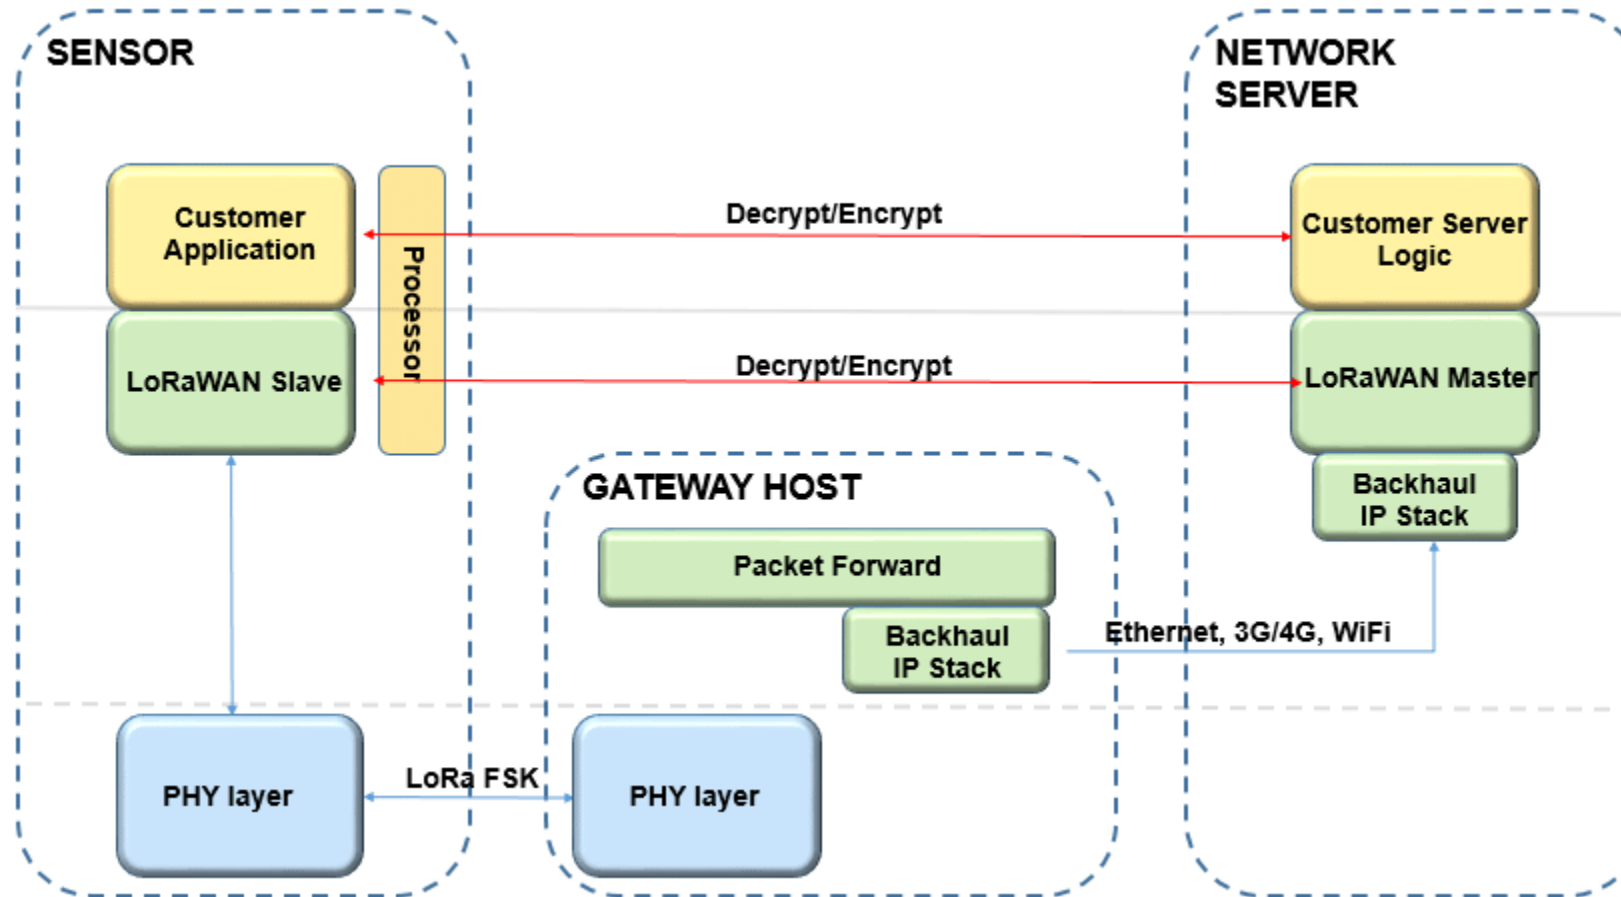 SENSOR
NETWORK
SERVER
Customer
Application
Processor
Decrypt/Encrypt
Customer Server
Logic
LoRaWAN Slave
Decrypt/Encrypt
LoRaWAN Master
GATEWAY HOST
Backhaul
IP Stack
Packet Forward
Backhaul
IP Stack
Ethernet, 3G/4G, WiFi
PHY layer
LoRa FSK
PHY layer